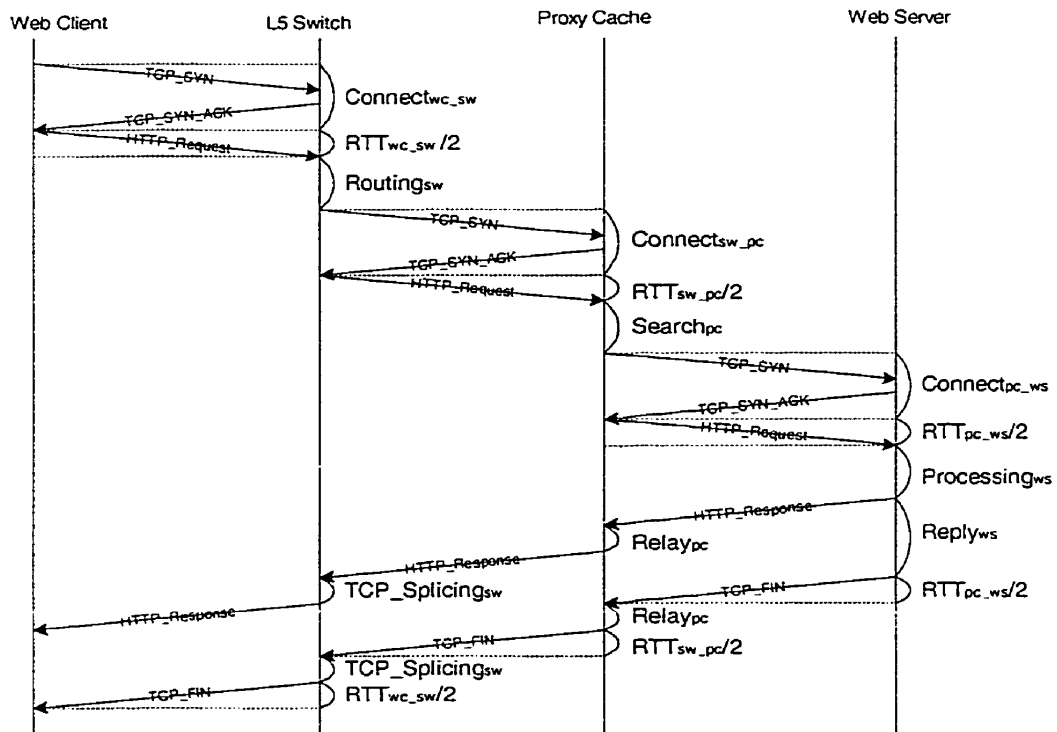 Web Client
L5 Switch
Proxy Cache
Web Server
TCP_SYN
Connectwc_sw
TCP_SYN_ACK
HTTP_Request
RTTwc_sw/2
Routingsw
TCP_SYN
Connectsw_pc
TCP_SYN_ACK
HTTP_Request
RTTsw_pc/2
Searchpc
TCP_SYN
Connectpc_ws
TCP_SYN_ACK
HTTP_Request
RTTpc_ws/2
Processingws
HTTP_Response
Replyws
Relaypc
HTTP_Response
TCP_Splicingsw
TCP_FIN
RTTpc_ws/2
HTTP_Response
Relaypc
TCP_FIN
RTTsw_pc/2
TCP_Splicingsw
TCP_FIN
RTTwc_sw/2